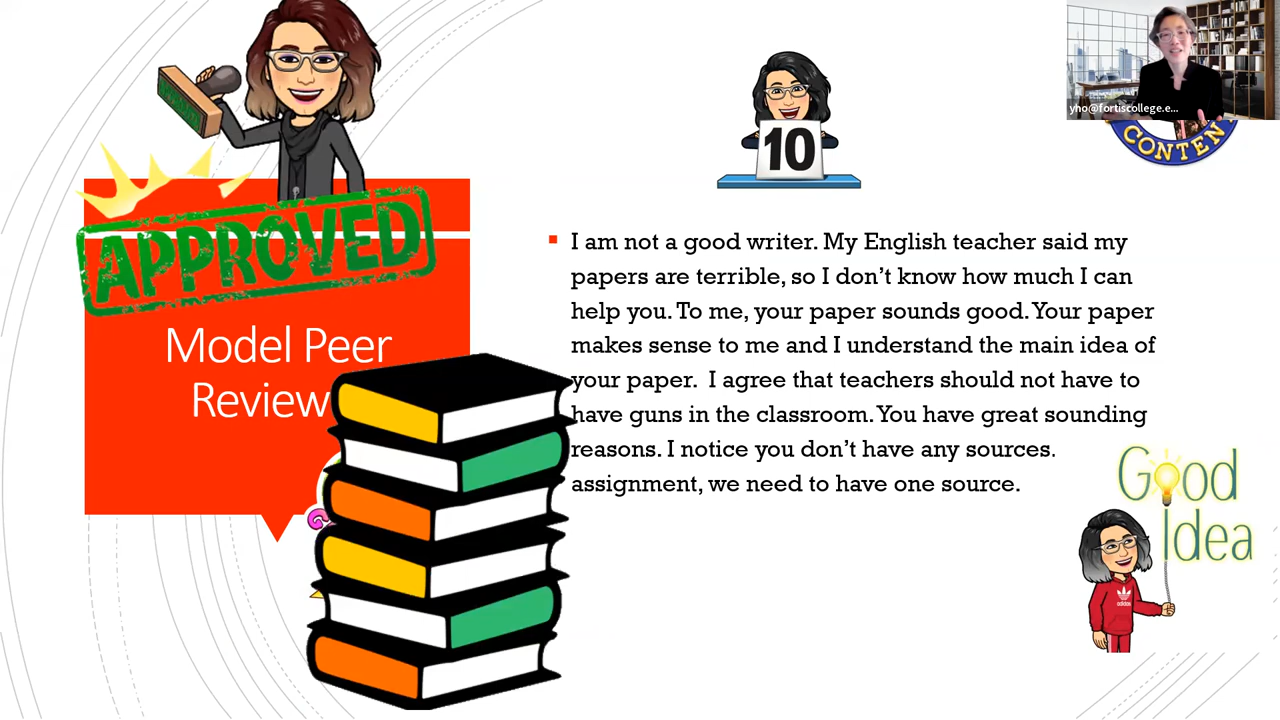 10
yho@fortiscollege.e...
CONTEN
APPROVED
Model Peer
Review
I am not a good writer. My English teacher said my
papers are terrible, so I don’t know how much I can
help you. To me, your paper sounds good. Your paper
makes sense to me and I understand the main idea of
your paper. I agree that teachers should not have to
have guns in the classroom. You have great sounding
reasons. I notice you don’t have any sources.
assignment, we need to have one source.
Good
Idea
adidas